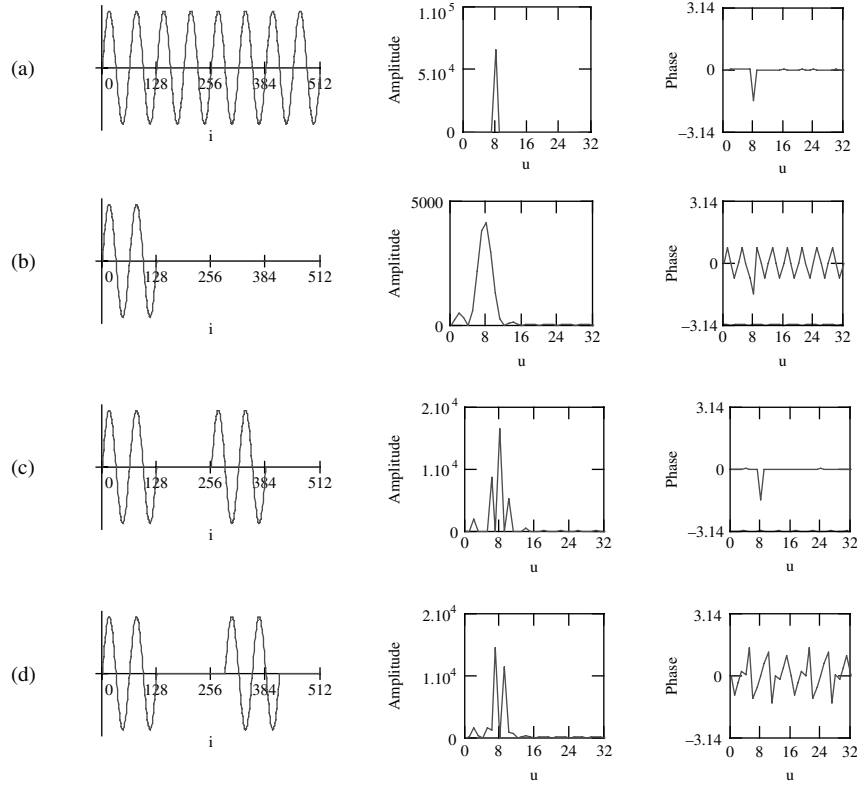 (a)
0 128 256 384 512
i
Amplitude
1.10^5
5.10^4
0
0 8 16 24 32
u
Phase
3.14
0
−3.14
0 8 16 24 32
u
(b)
0 128 256 384 512
i
Amplitude
5000
0
0 8 16 24 32
u
Phase
3.14
0
−3.14
0 8 16 24 32
u
(c)
0 128 256 384 512
i
Amplitude
2.10^4
1.10^4
0
0 8 16 24 32
u
Phase
3.14
0
−3.14
0 8 16 24 32
u
(d)
0 128 256 384 512
i
Amplitude
2.10^4
1.10^4
0
0 8 16 24 32
u
Phase
3.14
0
−3.14
0 8 16 24 32
u